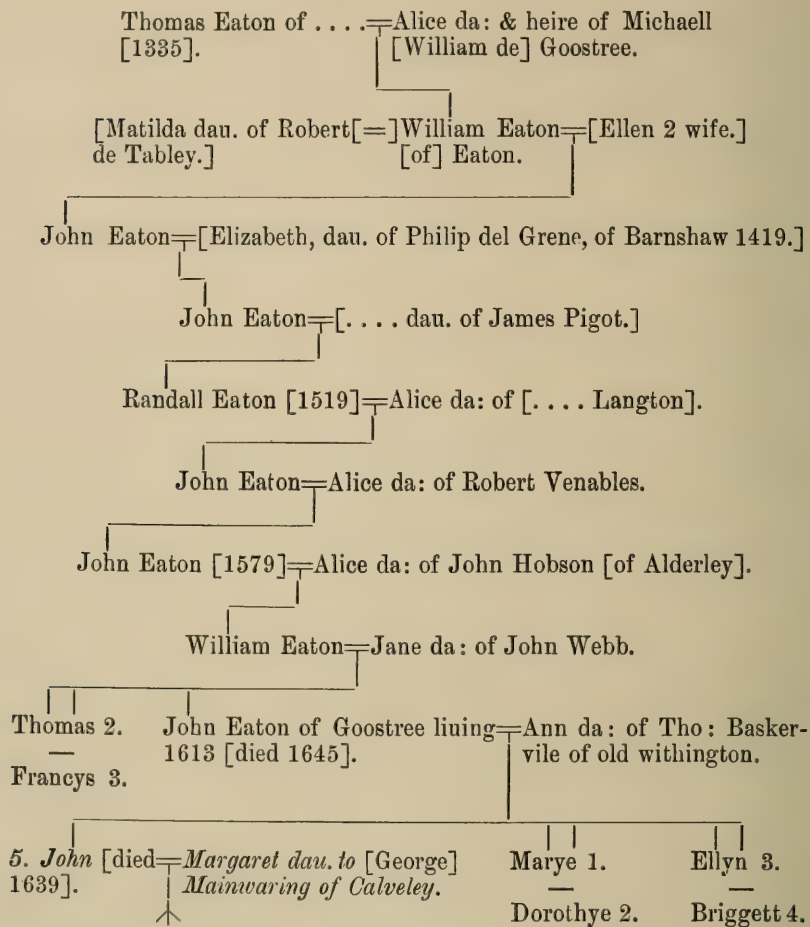 Thomas Eaton of . . . .=Alice da: & heire of Michaell
[1335]. [William de] Goostree.
[Matilda dau. of Robert[=]William Eaton=[Ellen 2 wife.]
de Tabley.] [of] Eaton.
John Eaton=[Elizabeth, dau. of Philip del Grene, of Barnshaw 1419.]
John Eaton=[. . . . dau. of James Pigot.]
Randall Eaton [1519]=Alice da: of [. . . . Langton].
John Eaton=Alice da: of Robert Venables.
John Eaton [1579]=Alice da: of John Hobson [of Alderley].
William Eaton=Jane da: of John Webb.
Thomas 2. John Eaton of Goostree liuing=Ann da: of Tho: Basker-
— 1613 [died 1645]. vile of old withington.
Francys 3.
5. John [died=Margaret dau. to [George] Marye 1. Ellyn 3.
1639]. Mainwaring of Calveley. — —
Dorothye 2. Briggett 4.